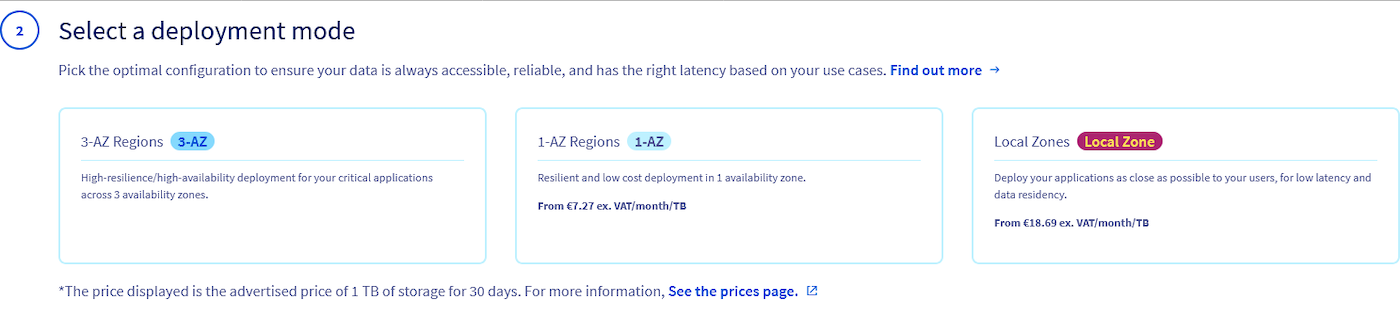 2
Select a deployment mode
Pick the optimal configuration to ensure your data is always accessible, reliable, and has the right latency based on your use cases. Find out more →
3-AZ Regions 3-AZ
High-resilience/high-availability deployment for your critical applications
across 3 availability zones.
1-AZ Regions 1-AZ
Resilient and low cost deployment in 1 availability zone.
From €7.27 ex. VAT/month/TB
Local Zones Local Zone
Deploy your applications as close as possible to your users, for low latency and
data residency.
From €18.69 ex. VAT/month/TB
*The price displayed is the advertised price of 1 TB of storage for 30 days. For more information, See the prices page.